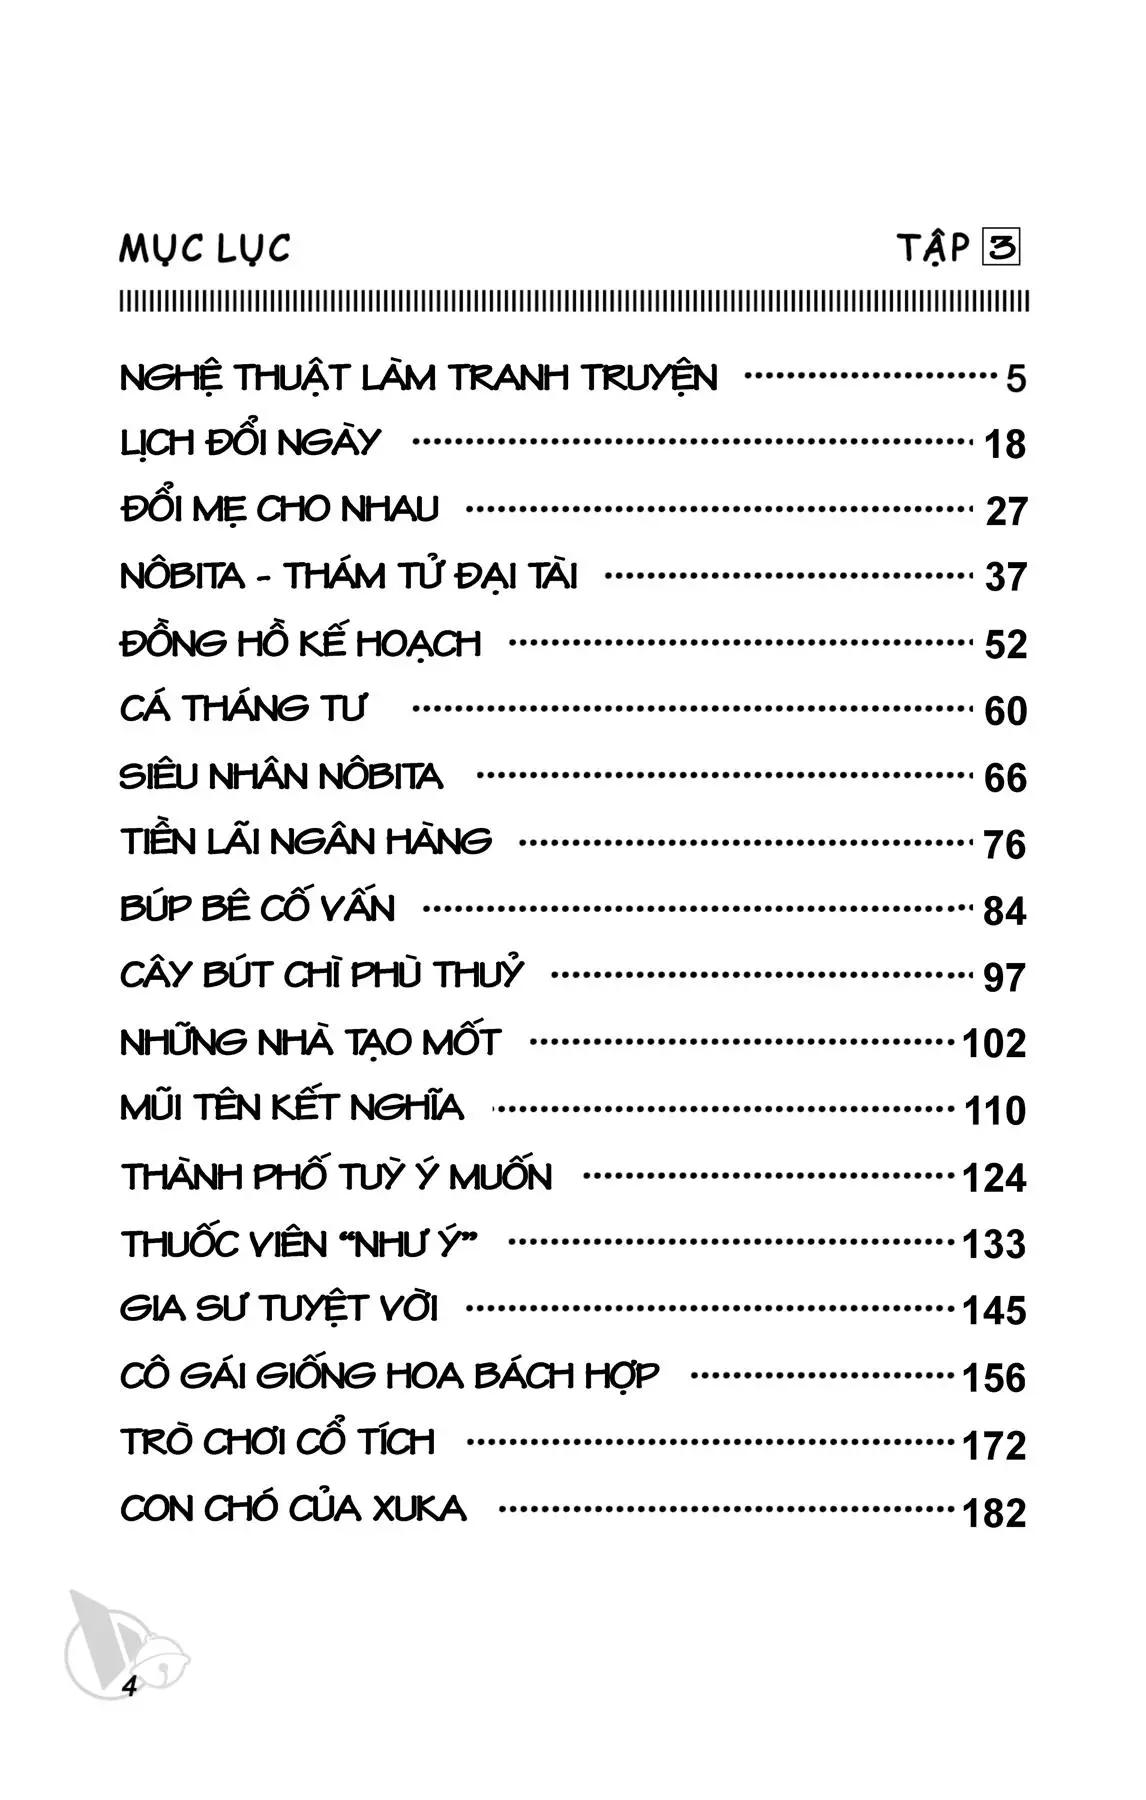 MỤC LỤC TẬP 3
NGHỆ THUẬT LÀM TRANH TRUYỆN 5
LỊCH ĐỔI NGÀY 18
ĐỔI MẸ CHO NHAU 27
NÔBITA - THÁM TỬ ĐẠI TÀI 37
ĐỒNG HỒ KẾ HOẠCH 52
CÁ THÁNG TƯ 60
SIÊU NHÂN NÔBITA 66
TIỀN LÃI NGÂN HÀNG 76
BÚP BÊ CỐ VẤN 84
CÂY BÚT CHÌ PHÙ THUỶ 97
NHỮNG NHÀ TẠO MỐT 102
MŨI TÊN KẾT NGHĨA 110
THÀNH PHỐ TUỲ Ý MUỐN 124
THUỐC VIÊN “NHƯ Ý” 133
GIA SƯ TUYỆT VỜI 145
CÔ GÁI GIỐNG HOA BÁCH HỢP 156
TRÒ CHƠI CỔ TÍCH 172
CON CHÓ CỦA XUKA 182
4